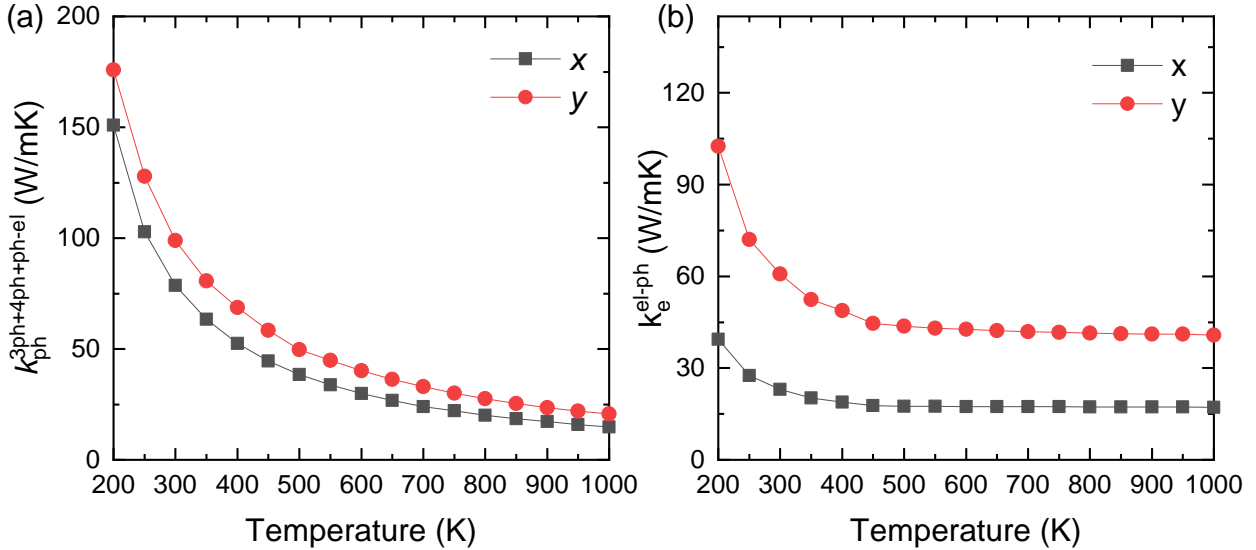 (a)
200
150
100
50
0
k_ph^3ph+4ph+ph-el (W/mK)
x
y
200 300 400 500 600 700 800 900 1000
Temperature (K)
(b)
120
90
60
30
0
k_e^el-ph (W/mK)
x
y
200 300 400 500 600 700 800 900 1000
Temperature (K)